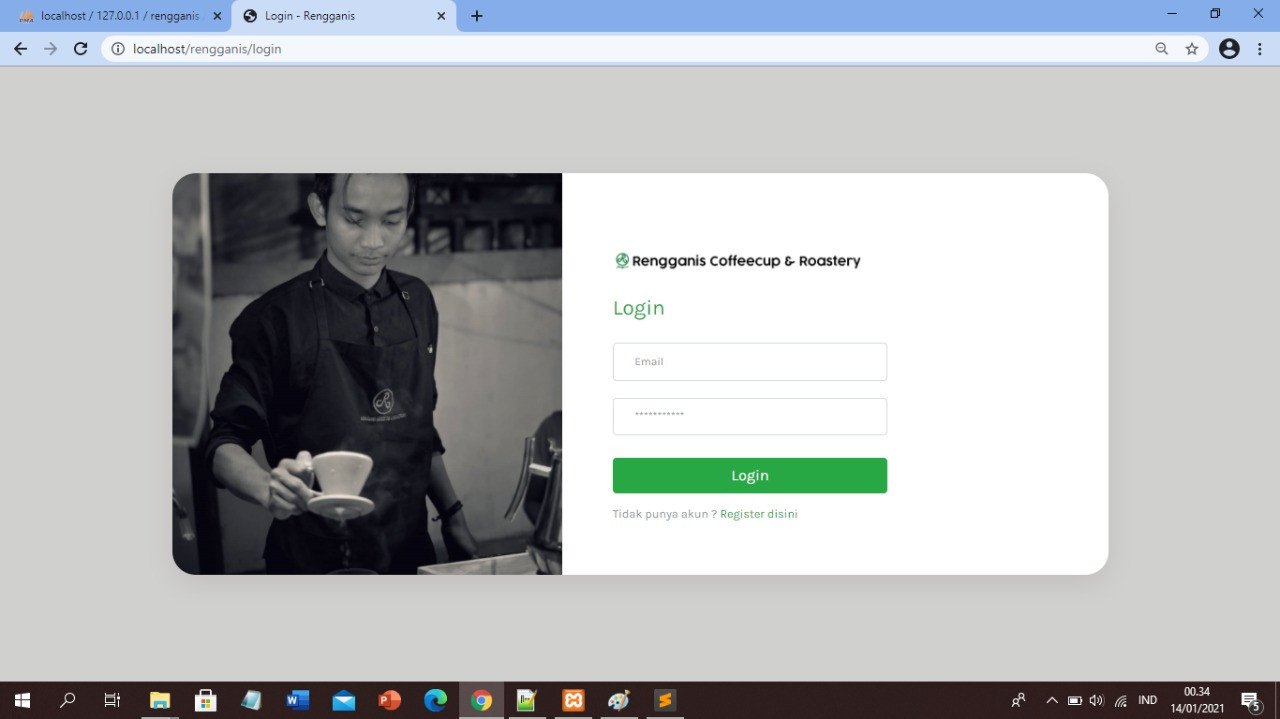 localhost / 127.0.0.1 / rengganis
Login - Rengganis
localhost/rengganis/login
Rengganis Coffeecup & Roastery
Login
Email
***********
Login
Tidak punya akun ? Register disini
IND
00.34
14/01/2021
5